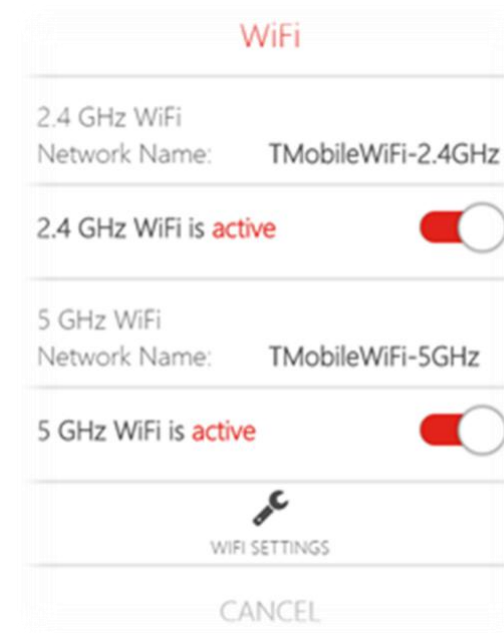 WiFi
2.4 GHz WiFi
Network Name: TMobileWiFi-2.4GHz
2.4 GHz WiFi is active
5 GHz WiFi
Network Name: TMobileWiFi-5GHz
5 GHz WiFi is active
WIFI SETTINGS
CANCEL